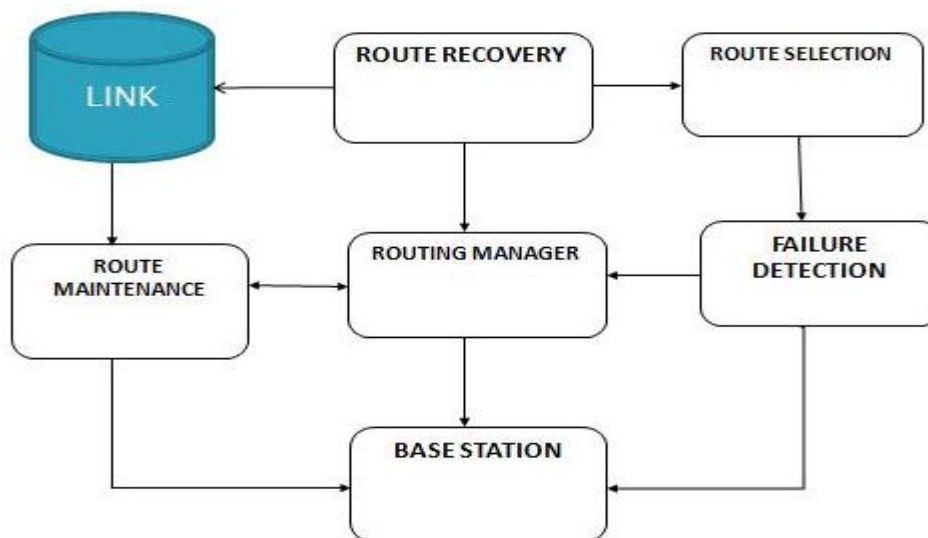 LINK
ROUTE RECOVERY
ROUTE SELECTION
ROUTE
MAINTENANCE
ROUTING MANAGER
FAILURE
DETECTION
BASE STATION